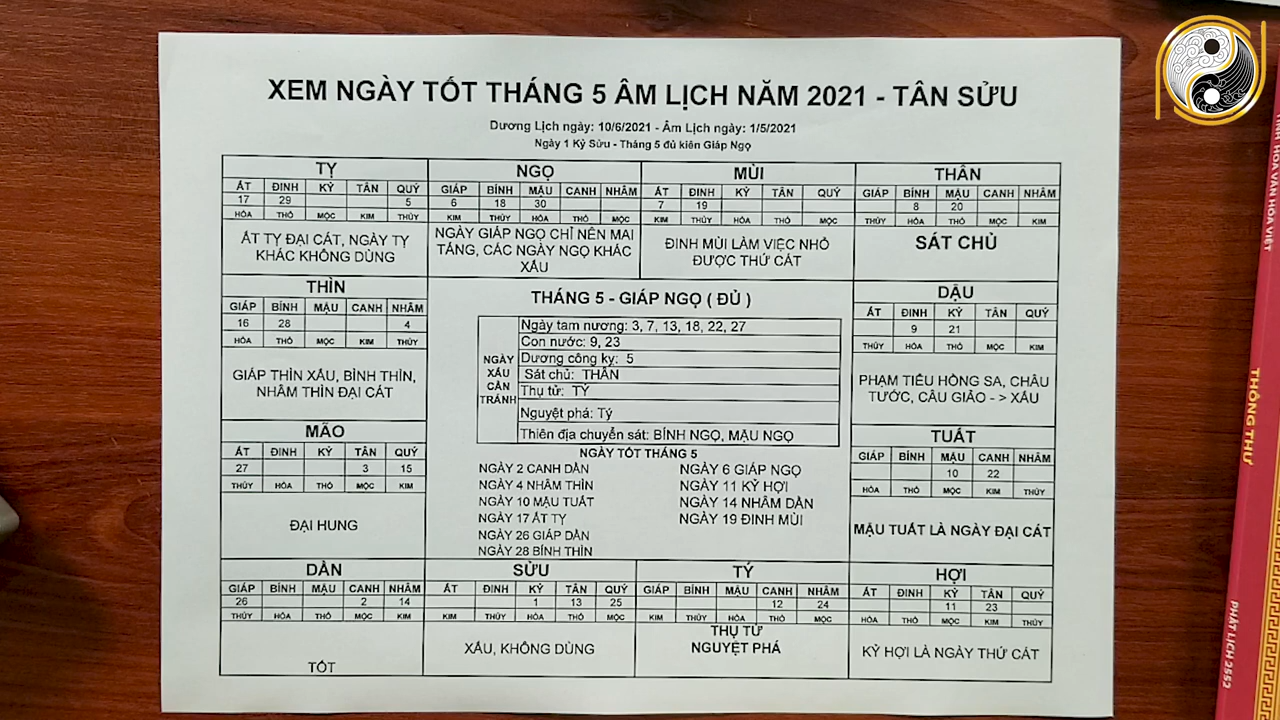 XEM NGÀY TỐT THÁNG 5 ÂM LỊCH NĂM 2021 - TÂN SỬU
Dương Lịch ngày: 10/6/2021 - Âm Lịch ngày: 1/5/2021
Ngày 1 Kỷ Sửu - Tháng 5 đủ kiên Giáp Ngọ
TỴ
ẤT ĐINH KỶ TÂN QUÝ
17 29 5
HỎA THỔ MỘC KIM THỦY
ẤT TỴ ĐẠI CÁT, NGÀY TỴ
KHÁC KHÔNG DÙNG
NGỌ
GIÁP BÍNH MẬU CANH NHÂM
6 18 30
KIM THỦY HỎA THỔ MỘC
NGÀY GIÁP NGỌ CHỈ NÊN MAI
TÁNG, CÁC NGÀY NGỌ KHÁC
XẤU
MÙI
ẤT ĐINH KỶ TÂN QUÝ
7 19
KIM THỦY HỎA THỔ MỘC
ĐINH MÙI LÀM VIỆC NHỎ
ĐƯỢC THỨ CÁT
THÂN
GIÁP BÍNH MẬU CANH NHÂM
8 20
THỦY HỎA THỔ MỘC KIM
SÁT CHỦ
THÌN
GIÁP BÍNH MẬU CANH NHÂM
16 28 4
HỎA THỔ MỘC KIM THỦY
GIÁP THÌN XẤU, BÌNH THÌN,
NHÂM THÌN ĐẠI CÁT
THÁNG 5 - GIÁP NGỌ ( ĐỦ )
NGÀY
XẤU
CẦN
TRÁNH
Ngày tam nương: 3, 7, 13, 18, 22, 27
Con nước: 9, 23
Dương công kỵ: 5
Sát chủ: THÂN
Thụ tử: TÝ
Nguyệt phá: Tý
Thiên địa chuyển sát: BÍNH NGỌ, MẬU NGỌ
NGÀY TỐT THÁNG 5
NGÀY 2 CANH DẦN
NGÀY 4 NHÂM THÌN
NGÀY 10 MẬU TUẤT
NGÀY 17 ẤT TỴ
NGÀY 26 GIÁP DẦN
NGÀY 28 BÍNH THÌN
NGÀY 6 GIÁP NGỌ
NGÀY 11 KỶ HỢI
NGÀY 14 NHÂM DẦN
NGÀY 19 ĐINH MÙI
DẬU
ẤT ĐINH KỶ TÂN QUÝ
9 21
THỦY HỎA THỔ MỘC KIM
PHẠM TIỂU HỒNG SA, CHÂU
TƯỚC, CÂU GIẢO - > XẤU
MÃO
ẤT ĐINH KỶ TÂN QUÝ
27 3 15
THỦY HỎA THỔ MỘC KIM
ĐẠI HUNG
TUẤT
GIÁP BÍNH MẬU CANH NHÂM
10 22
HỎA THỔ MỘC KIM THỦY
MẬU TUẤT LÀ NGÀY ĐẠI CÁT
DẦN
GIÁP BÍNH MẬU CANH NHÂM
26 2 14
THỦY HỎA THỔ MỘC KIM
TỐT
SỬU
ẤT ĐINH KỶ TÂN QUÝ
1 13 25
KIM THỦY HỎA THỔ MỘC
XẤU, KHÔNG DÙNG
TÝ
GIÁP BÍNH MẬU CANH NHÂM
12 24
KIM THỦY HỎA THỔ MỘC
THỤ TỬ
NGUYỆT PHÁ
HỢI
ẤT ĐINH KỶ TÂN QUÝ
11 23
HỎA THỔ MỘC KIM THỦY
KỶ HỢI LÀ NGÀY THỨ CÁT
HOA VĂN HOÁ VIỆT
THÔNG THƯ
PHẬT LỊCH 2552